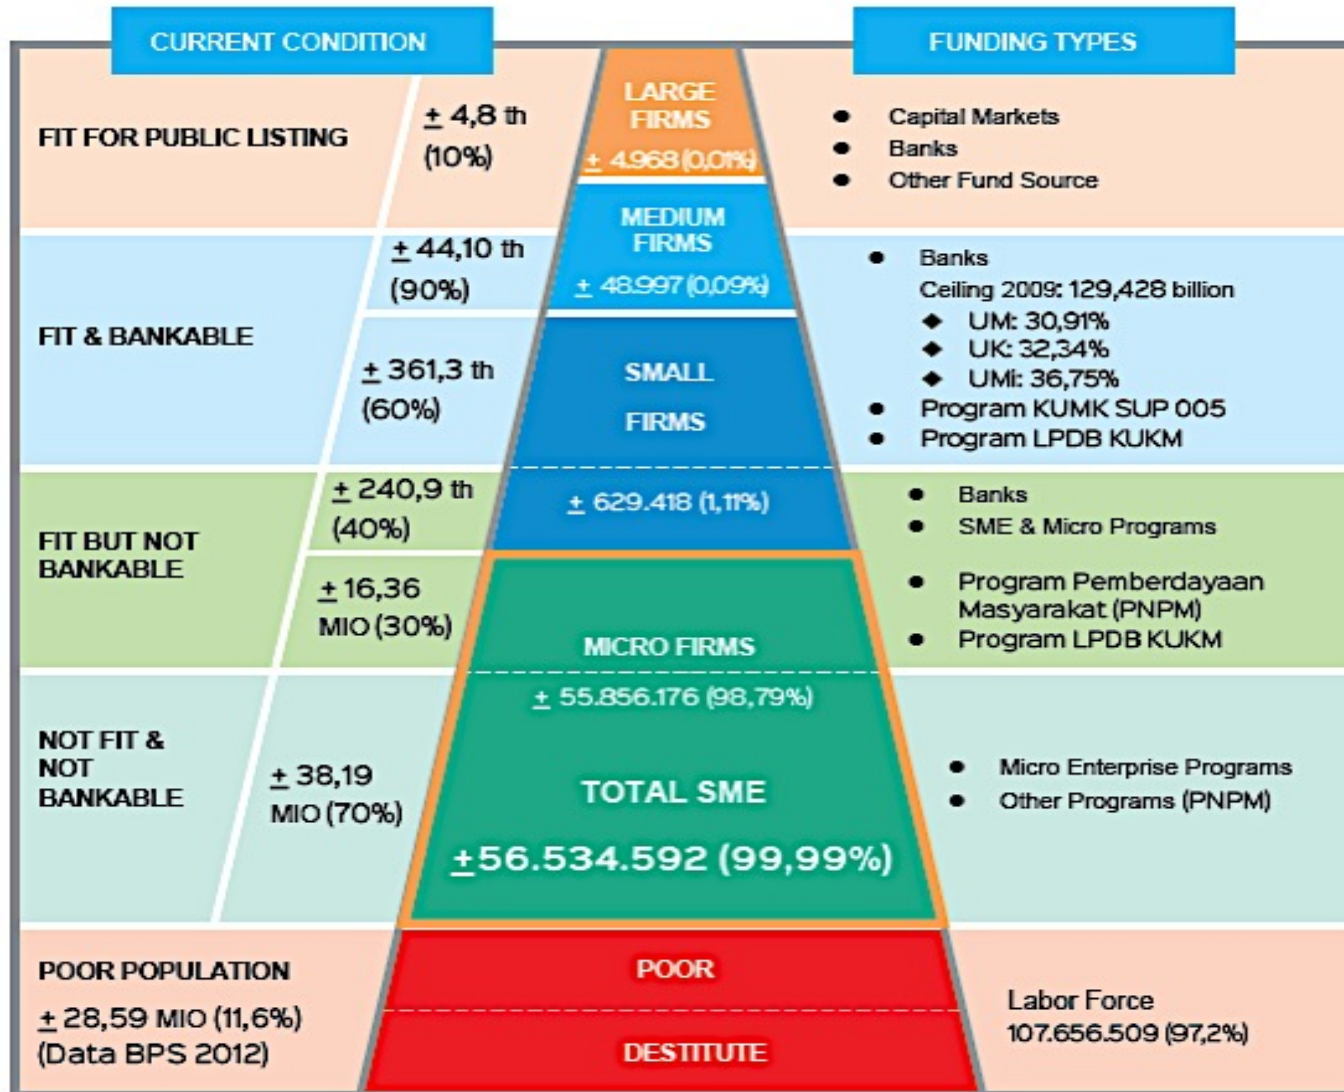 CURRENT CONDITION
FUNDING TYPES
FIT FOR PUBLIC LISTING
± 4,8 th
(10%)
LARGE
FIRMS
± 4.968 (0,01%)
● Capital Markets
● Banks
● Other Fund Source
FIT & BANKABLE
± 44,10 th
(90%)
± 361,3 th
(60%)
MEDIUM
FIRMS
± 48.997 (0,09%)
SMALL
FIRMS
● Banks
Ceiling 2009: 129,428 billion
◆ UM: 30,91%
◆ UK: 32,34%
◆ UMi: 36,75%
● Program KUMK SUP 005
● Program LPDB KUKM
FIT BUT NOT
BANKABLE
± 240,9 th
(40%)
± 16,36
MIO (30%)
± 629.418 (1,11%)
MICRO FIRMS
● Banks
● SME & Micro Programs
● Program Pemberdayaan
Masyarakat (PNPM)
● Program LPDB KUKM
NOT FIT &
NOT
BANKABLE
± 38,19
MIO (70%)
± 55.856.176 (98,79%)
TOTAL SME
±56.534.592 (99,99%)
● Micro Enterprise Programs
● Other Programs (PNPM)
POOR POPULATION
± 28,59 MIO (11,6%)
(Data BPS 2012)
POOR
DESTITUTE
Labor Force
107.656.509 (97,2%)